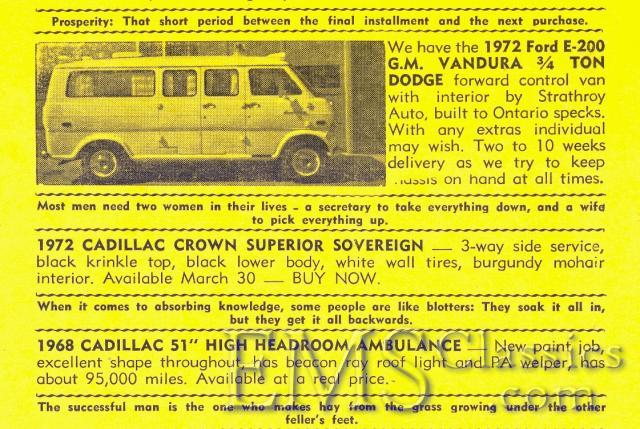 Prosperity: That short period between the final installment and the next purchase.
We have the 1972 Ford E-200
G.M. VANDURA ¾ TON
DODGE forward control van
with interior by Strathroy
Auto, built to Ontario specks.
With any extras individual
may wish. Two to 10 weeks
delivery as we try to keep
on hand at all times.
Most men need two women in their lives - a secretary to take everything down, and a wife
to pick everything up.
1972 CADILLAC CROWN SUPERIOR SOVEREIGN — 3-way side service,
black krinkle top, black lower body, white wall tires, burgundy mohair
interior. Available March 30 — BUY NOW.
When it comes to absorbing knowledge, some people are like blotters: They soak it all in,
but they get it all backwards.
1968 CADILLAC 51" HIGH HEADROOM AMBULANCE — New paint job,
excellent shape throughout, has beacon ray roof light and PA welper, has
about 95,000 miles. Available at a real price.
EMSClassics
.com
The successful man is the one who makes hay from the grass growing under the other
feller's feet.